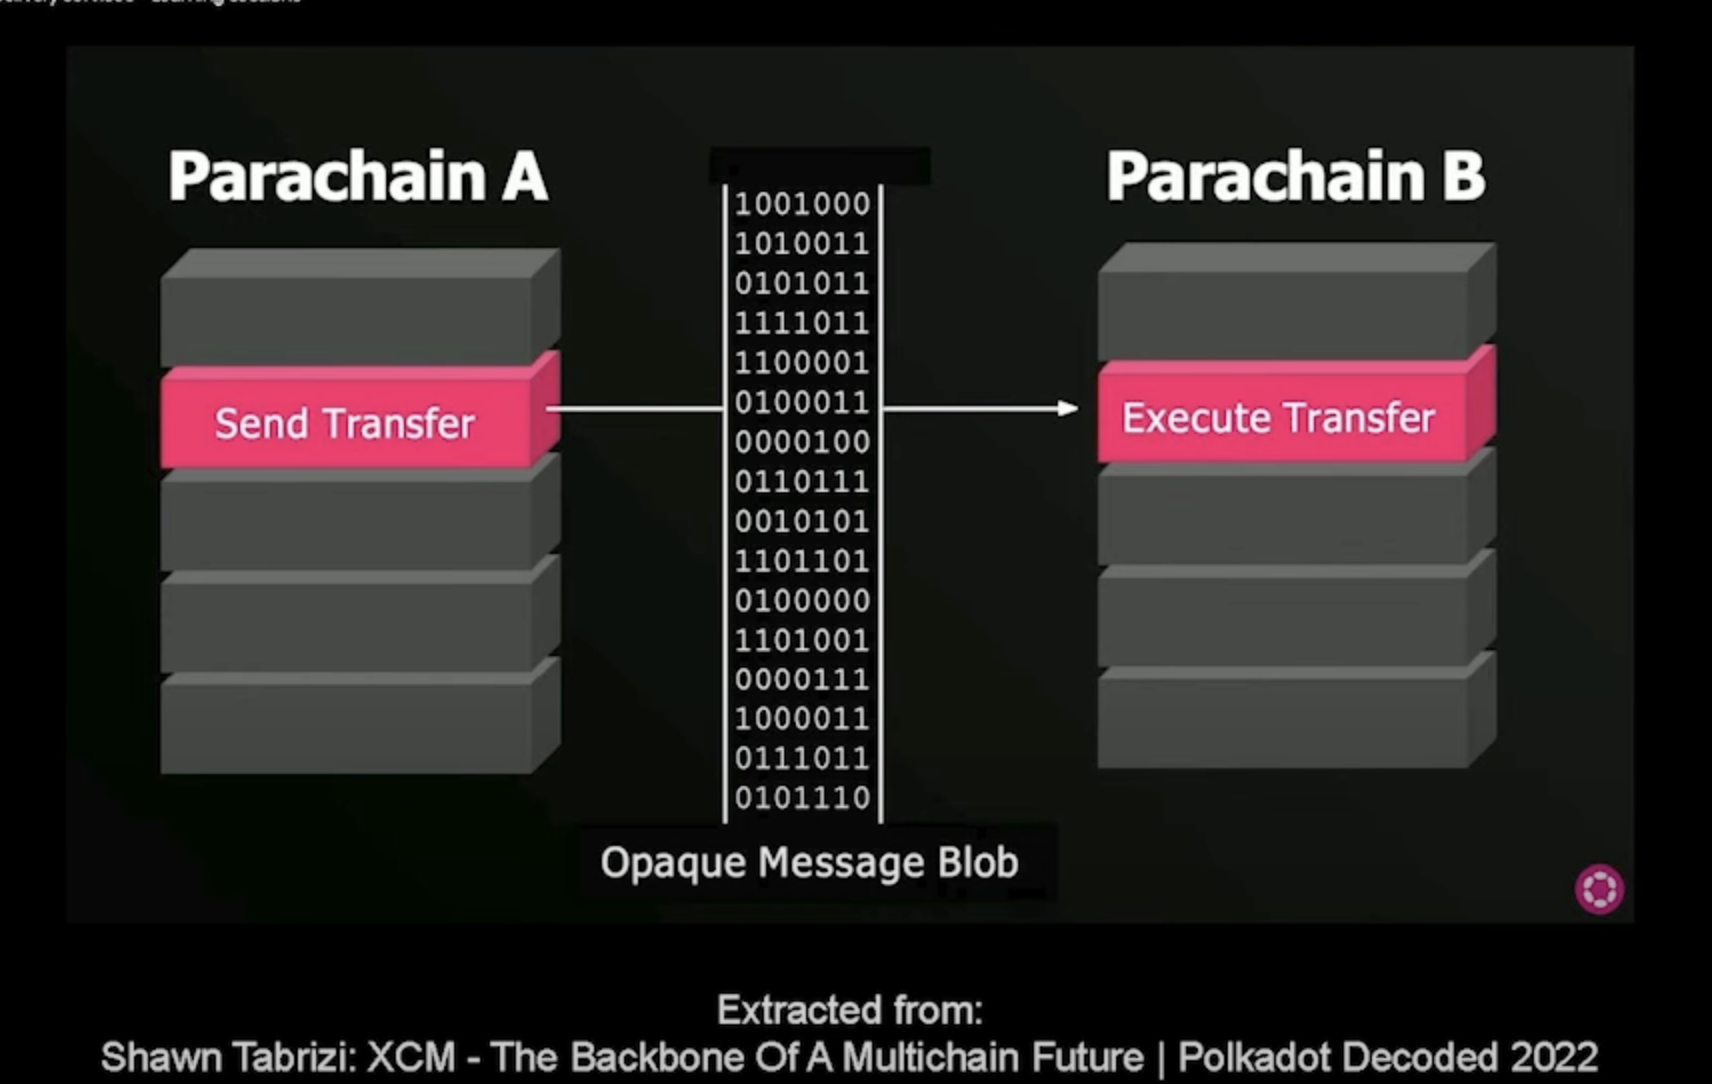 Parachain A
Parachain B
1001000
1010011
0101011
1111011
1100001
Send Transfer
0100011
Execute Transfer
0000100
0110111
0010101
1101101
0100000
1101001
0000111
1000011
0111011
0101110
Opaque Message Blob
Extracted from:
Shawn Tabrizi: XCM - The Backbone Of A Multichain Future | Polkadot Decoded 2022